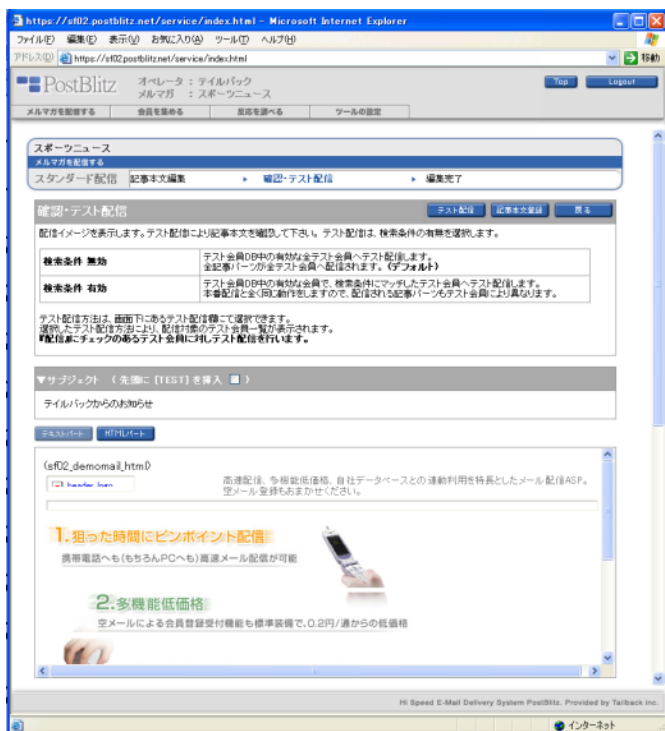 https://sf02.postblitz.net/service/index.html - Microsoft Internet Explorer
ファイル(F) 編集(E) 表示(V) お気に入り(A) ツール(T) ヘルプ(H)
アドレス(D) https://sf02.postblitz.net/service/index.html 移動
PostBlitz オペレータ : テイルバック
メルマガ : スポーツニュース
Top Logout
メルマガを配信する 会員を集める 反応を調べる ツールの設定
スポーツニュース
メルマガを配信する
スタンダード配信 記事本文編集 ▸ 確認・テスト配信 ▸ 編集完了
確認・テスト配信 テスト配信 記事本文登録 戻る
配信イメージを表示します。テスト配信により記事本文を確認して下さい。テスト配信は、検索条件の有無を選択します。
検索条件 無効 テスト会員DB中の有効な全テスト会員へテスト配信します。
全記事パーツが全テスト会員へ配信されます。(デフォルト)
検索条件 有効 テスト会員DB中の有効な会員で、検索条件にマッチしたテスト会員へテスト配信します。
本番配信と全く同じ動作をしますので、配信される記事パーツもテスト会員により異なります。
テスト配信方法は、画面下にあるテスト配信欄にて選択できます。
選択したテスト配信方法により、配信対象のテスト会員一覧が表示されます。
『配信』にチェックのあるテスト会員に対しテスト配信を行います。
▼サブジェクト ( 先頭に [TEST] を挿入 )
テイルバックからのお知らせ
テキストパート HTMLパート
(sf02_demomail_html)
header_logo
高速配信、多機能低価格、自社データベースとの連動利用を特長としたメール配信ASP。
空メール登録もおまかせください。
1.狙った時間にピンポイント配信
携帯電話へも(もちろんPCへも)高速メール配信が可能
2.多機能低価格
空メールによる会員登録受付機能も標準装備で、0.2円/通からの低価格
Hi Speed E-Mail Delivery System PostBlitz. Provided by Tailback inc.
インターネット